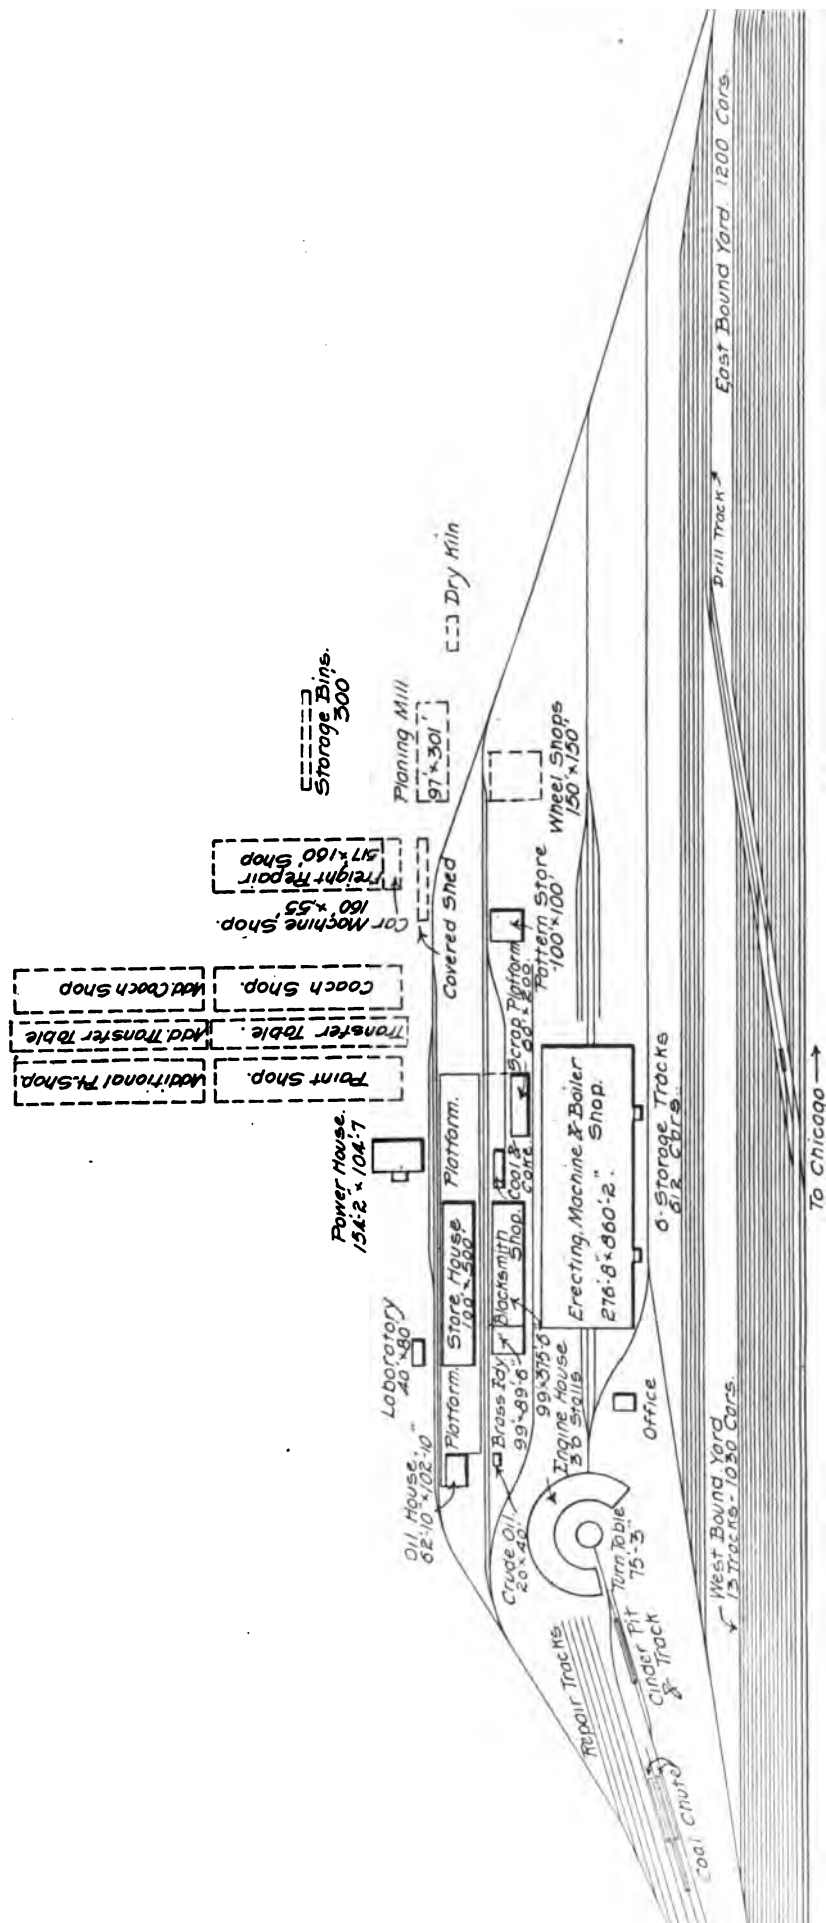 Add. Coach Shop
Coach Shop.
Add. Transfer Table
Transfer Table.
Additional Pt. Shop.
Paint Shop.
Freight Repair
Shop
517' × 160'
Car Machine Shop.
160' × 55'
Storage Bins.
300'
Planing Mill.
97' × 301'
Dry Kiln
Covered Shed
Wheel Shops
150' × 150'
Pattern Store
100' × 100'
Scrap Platform
Power House.
154'-2" × 104'-7
Platform.
Store House
100' × 500'
Platform.
Coal &
Coke
Blacksmith
Shop.
99' × 375'-6"
Brass Fdy
99' × 89'-6"
Laboratory
40' × 80'
Oil House.
62'-10" × 102'-10"
Crude Oil.
20' × 40'
Erecting, Machine & Boiler
Shop.
276'-8" × 860'-2"
Engine House
36 Stalls.
Office
Turn Table
75'-3"
Cinder Pit
& Track
Repair Tracks.
Coal Chute
6-Storage Tracks
612 Cars.
West Bound Yard
13 Tracks - 1030 Cars.
East Bound Yard. 1200 Cars.
Drill Track
To Chicago